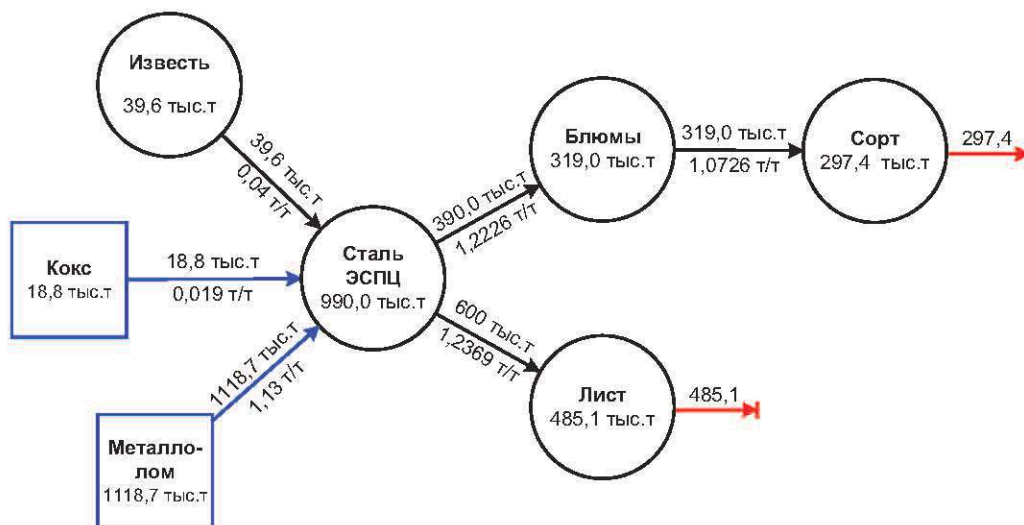 Известь
39,6 тыс.т
39,6 тыс.т
0,04 т/т
Кокс
18,8 тыс.т
18,8 тыс.т
0,019 т/т
Металло-
лом
1118,7 тыс.т
1118,7 тыс.т
1,13 т/т
Сталь
ЭСПЦ
990,0 тыс.т
390,0 тыс.т
1,2226 т/т
Блюмы
319,0 тыс.т
319,0 тыс.т
1,0726 т/т
Сорт
297,4 тыс.т
297,4
600 тыс.т
1,2369 т/т
Лист
485,1 тыс.т
485,1